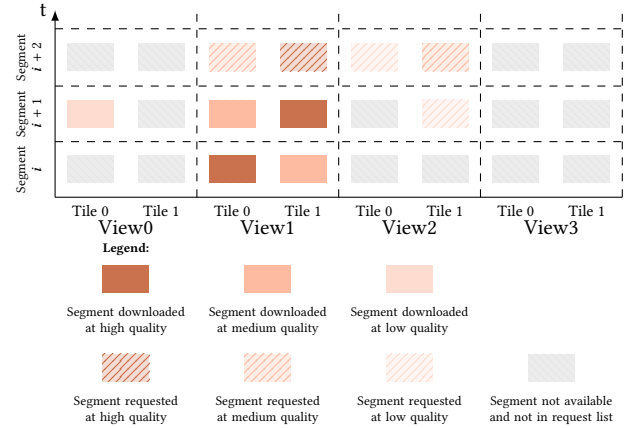 t
Segment
i + 2
Segment
i + 1
Segment
i
Tile 0 Tile 1 Tile 0 Tile 1 Tile 0 Tile 1 Tile 0 Tile 1
View0 View1 View2 View3
Legend:
Segment downloaded
at high quality
Segment downloaded
at medium quality
Segment downloaded
at low quality
Segment requested
at high quality
Segment requested
at medium quality
Segment requested
at low quality
Segment not available
and not in request list